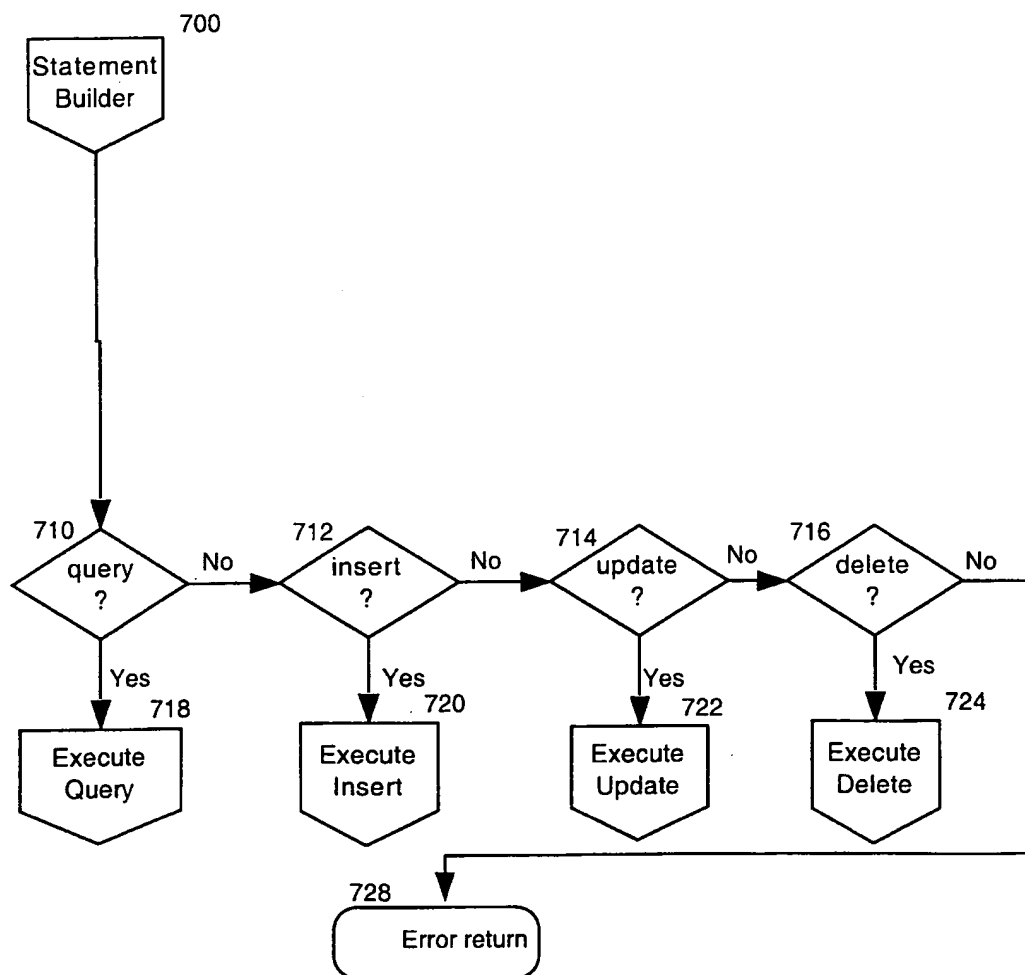 700
Statement
Builder
710
query
?
No
712
insert
?
No
714
update
?
No
716
delete
?
No
Yes
718
Execute
Query
Yes
720
Execute
Insert
Yes
722
Execute
Update
Yes
724
Execute
Delete
728
Error return